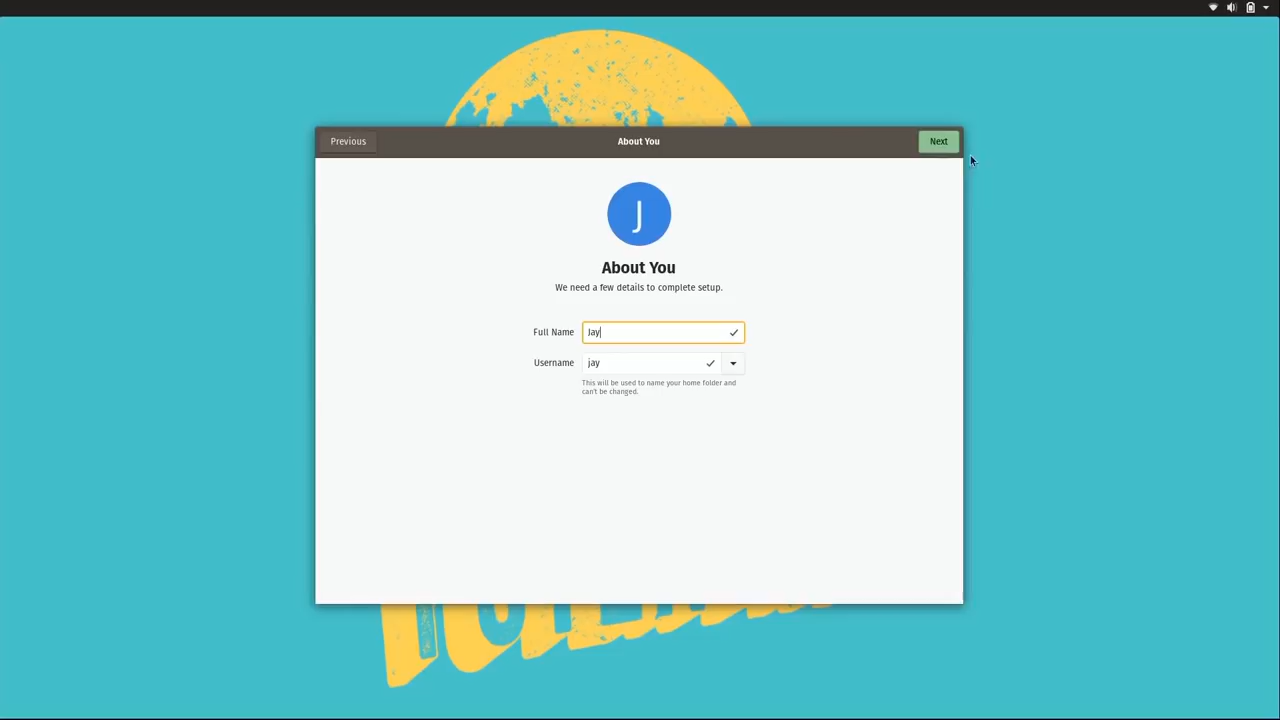 Previous
About You
Next
J
About You
We need a few details to complete setup.
Full Name
Jay
Username
jay
This will be used to name your home folder and
can't be changed.